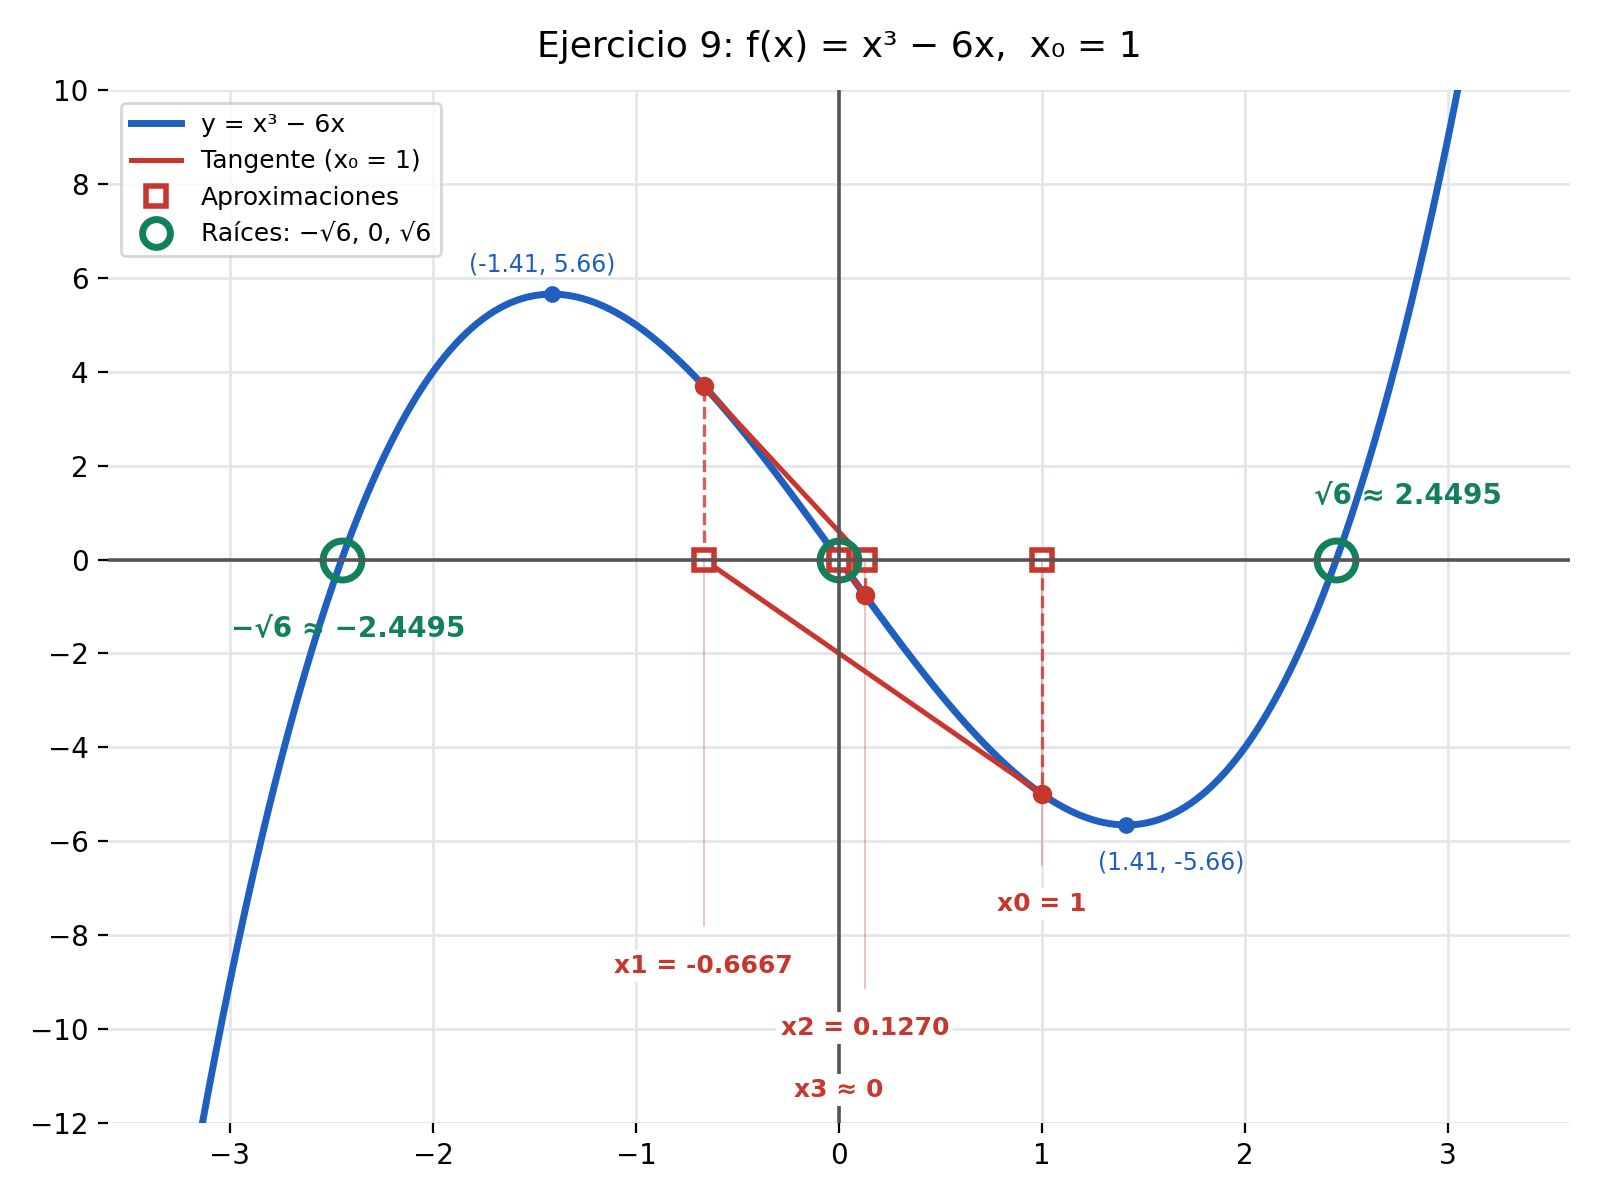 Ejercicio 9: f(x) = x³ − 6x,  x₀ = 1
y = x³ − 6x
Tangente (x₀ = 1)
Aproximaciones
Raíces: −√6, 0, √6
10
8
6
4
2
0
−2
−4
−6
−8
−10
−12
(-1.41, 5.66)
√6 ≈ 2.4495
−√6 ≈ −2.4495
(1.41, -5.66)
x0 = 1
x1 = -0.6667
x2 = 0.1270
x3 ≈ 0
−3
−2
−1
0
1
2
3